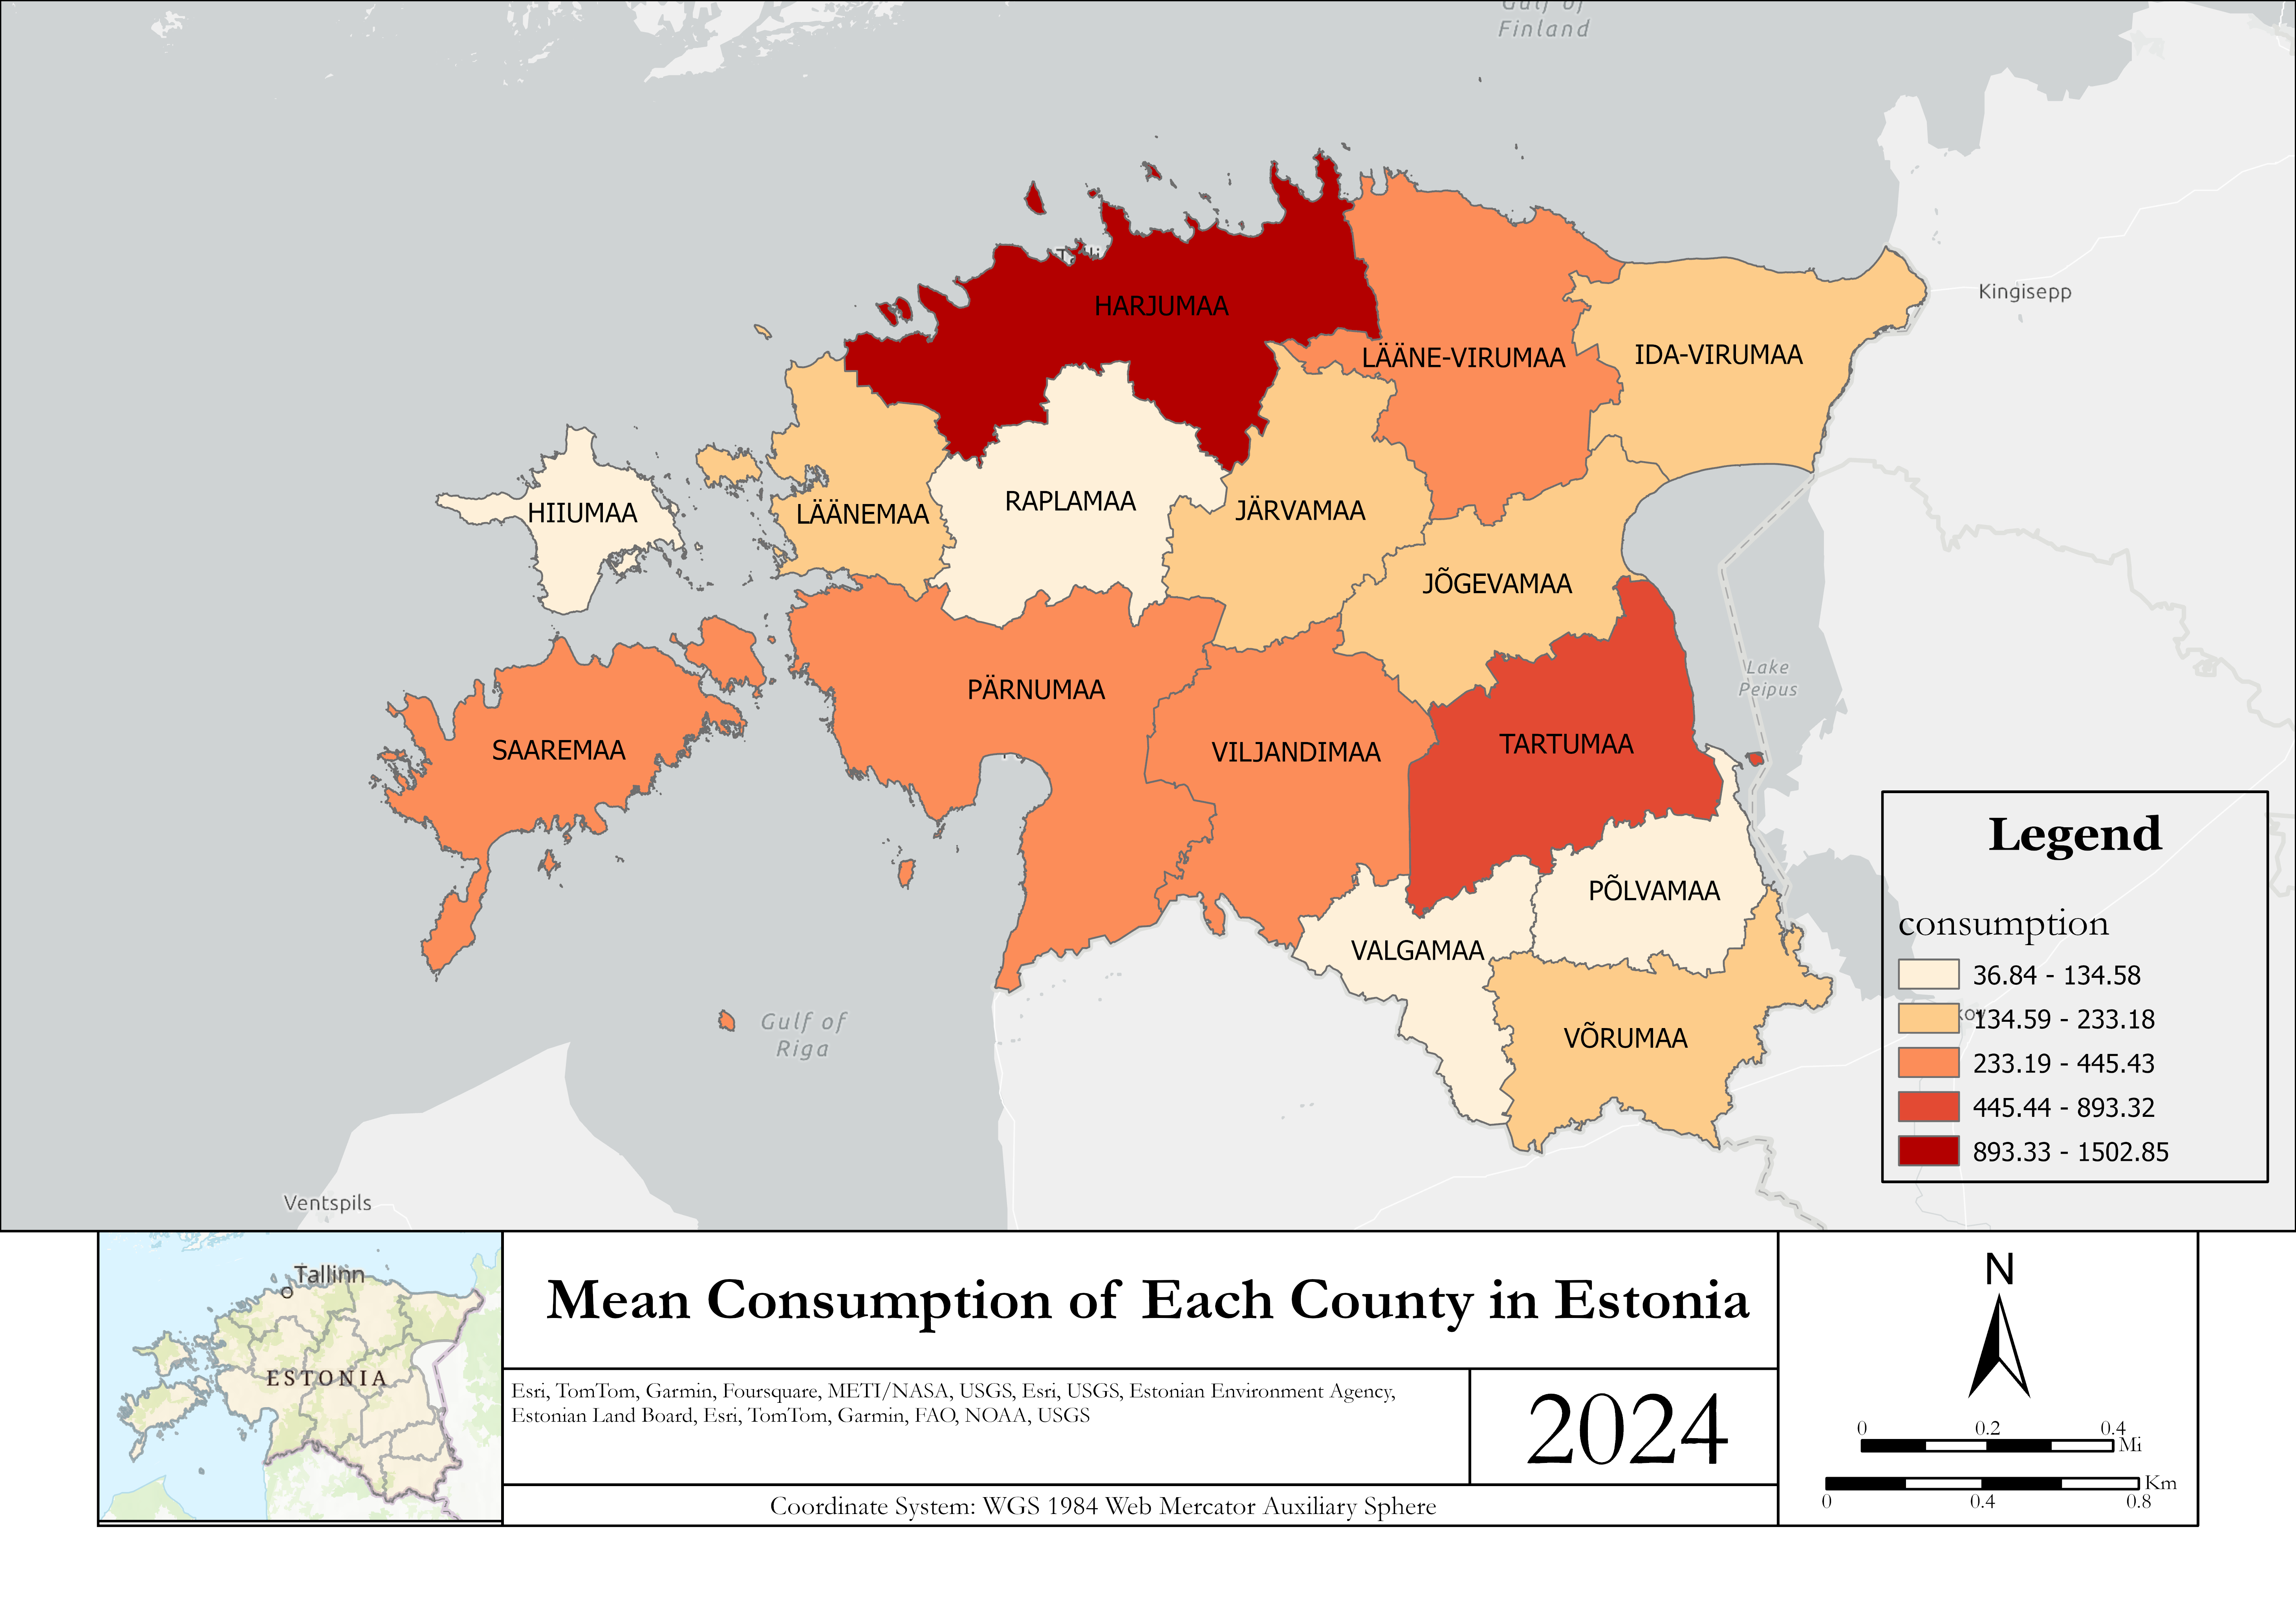 Finland
Kingisepp
HARJUMAA
LÄÄNE-VIRUMAA
IDA-VIRUMAA
HIIUMAA
LÄÄNEMAA
RAPLAMAA
JÄRVAMAA
JÕGEVAMAA
Lake
Peipus
PÄRNUMAA
SAAREMAA
VILJANDIMAA
TARTUMAA
PÕLVAMAA
VALGAMAA
VÕRUMAA
Gulf of
Riga
Ventspils
Legend
consumption
36.84 - 134.58
134.59 - 233.18
233.19 - 445.43
445.44 - 893.32
893.33 - 1502.85
Tallinn
ESTONIA
Mean Consumption of Each County in Estonia
Esri, TomTom, Garmin, Foursquare, METI/NASA, USGS, Esri, USGS, Estonian Environment Agency,
Estonian Land Board, Esri, TomTom, Garmin, FAO, NOAA, USGS
2024
Coordinate System: WGS 1984 Web Mercator Auxiliary Sphere
N
0 0.2 0.4
Mi
Km
0 0.4 0.8